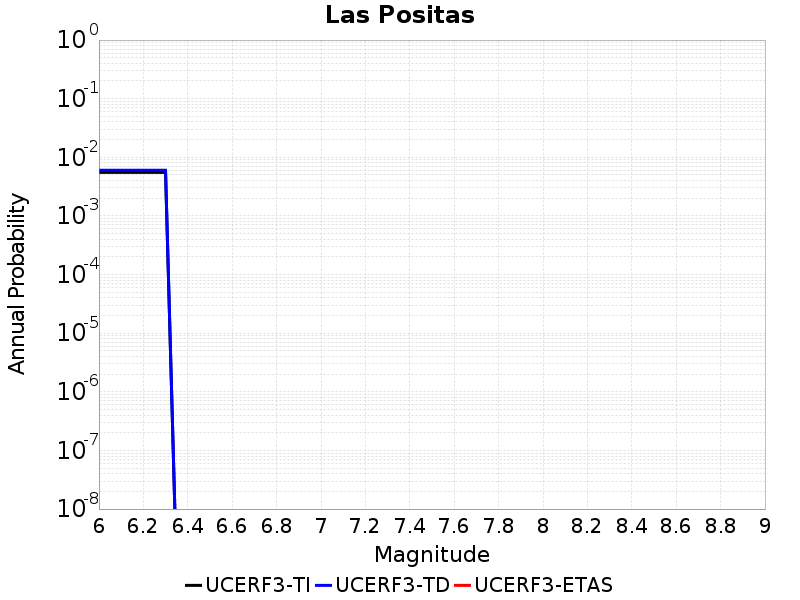 Las Positas
10^0
10^-1
10^-2
10^-3
10^-4
10^-5
10^-6
10^-7
10^-8
Annual Probability
6 6.2 6.4 6.6 6.8 7 7.2 7.4 7.6 7.8 8 8.2 8.4 8.6 8.8 9
Magnitude
UCERF3-TI UCERF3-TD UCERF3-ETAS